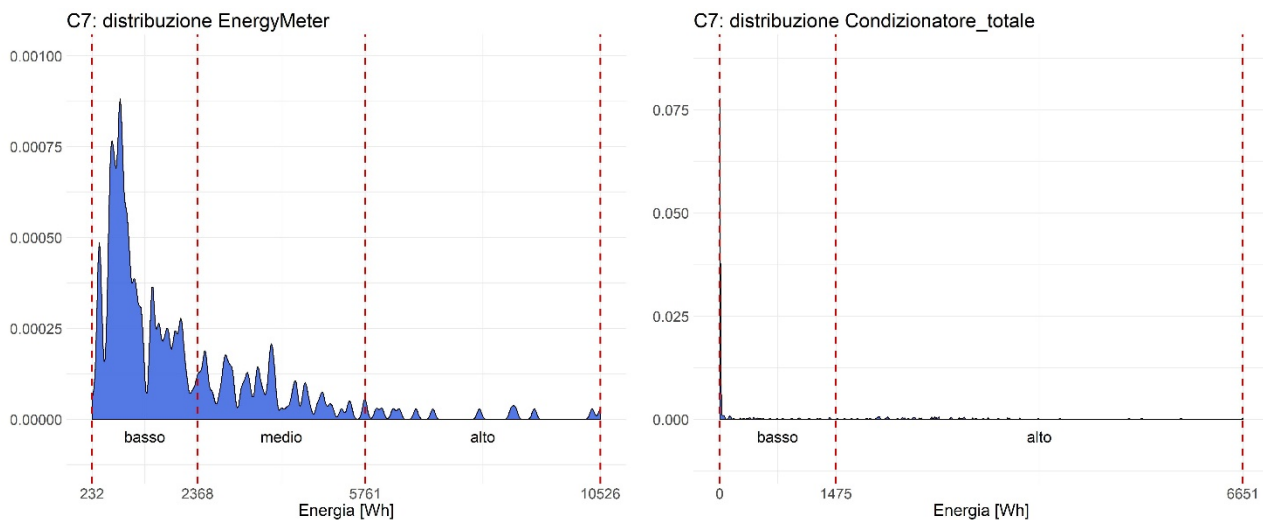 C7: distribuzione EnergyMeter
0.00100
0.00075
0.00050
0.00025
0.00000
basso medio alto
232 2368 5761 10526
Energia [Wh]
C7: distribuzione Condizionatore_totale
0.075
0.050
0.025
0.000
basso alto
0 1475 6651
Energia [Wh]